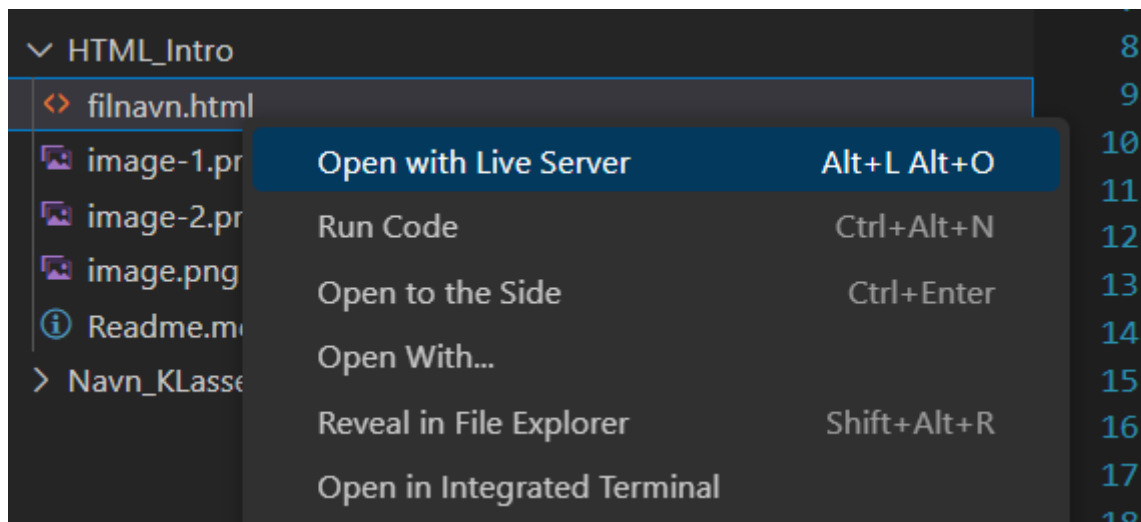 HTML_Intro
filnavn.html
image-1.pr
Open with Live Server Alt+L Alt+O
image-2.pr
Run Code Ctrl+Alt+N
image.png
Open to the Side Ctrl+Enter
Readme.m
Open With...
Navn_KLasse
Reveal in File Explorer Shift+Alt+R
Open in Integrated Terminal
8
9
10
11
12
13
14
15
16
17
18